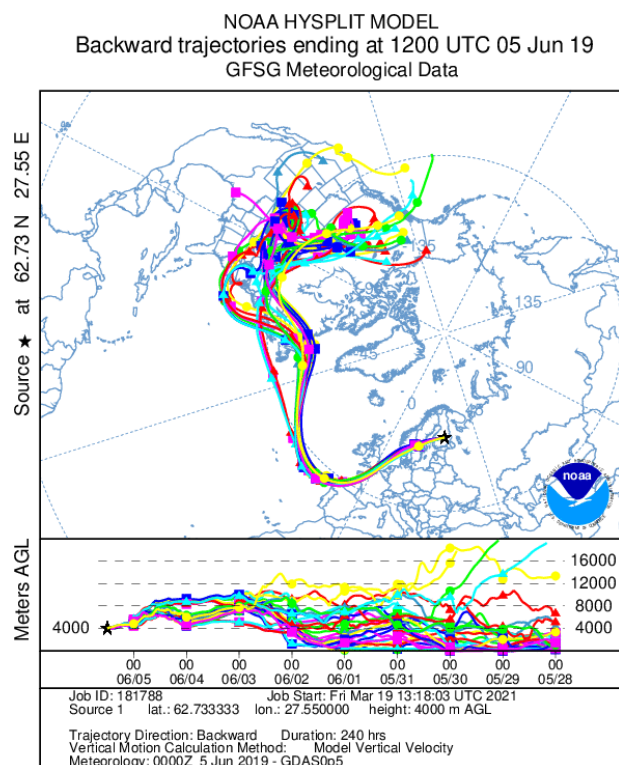 NOAA HYSPLIT MODEL
Backward trajectories ending at 1200 UTC 05 Jun 19
GFSG Meteorological Data
Source ★ at 62.73 N 27.55 E
135
90
0
noaa
Meters AGL
16000
12000
8000
4000
4000
00 00 00 00 00 00 00 00 00
06/05 06/04 06/03 06/02 06/01 05/31 05/30 05/29 05/28
Job ID: 181788 Job Start: Fri Mar 19 13:18:03 UTC 2021
Source 1 lat.: 62.733333 lon.: 27.550000 height: 4000 m AGL
Trajectory Direction: Backward Duration: 240 hrs
Vertical Motion Calculation Method: Model Vertical Velocity
Meteorology: 0000Z 5 Jun 2019 - GDAS0p5